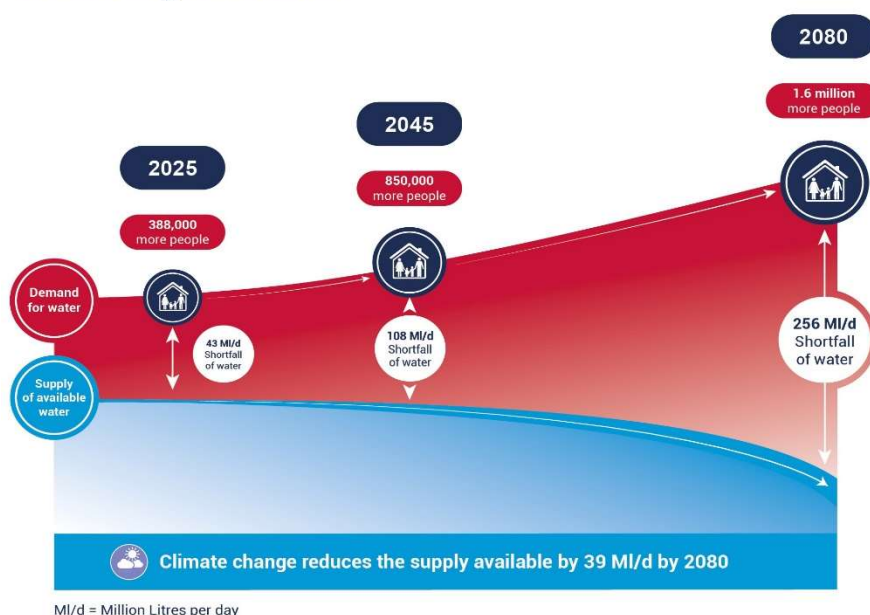 2080
1.6 million
more people
2045
850,000
more people
2025
388,000
more people
Demand
for water
43 Ml/d
Shortfall
of water
108 Ml/d
Shortfall
of water
256 Ml/d
Shortfall
of water
Supply
of available
water
Climate change reduces the supply available by 39 Ml/d by 2080
Ml/d = Million Litres per day